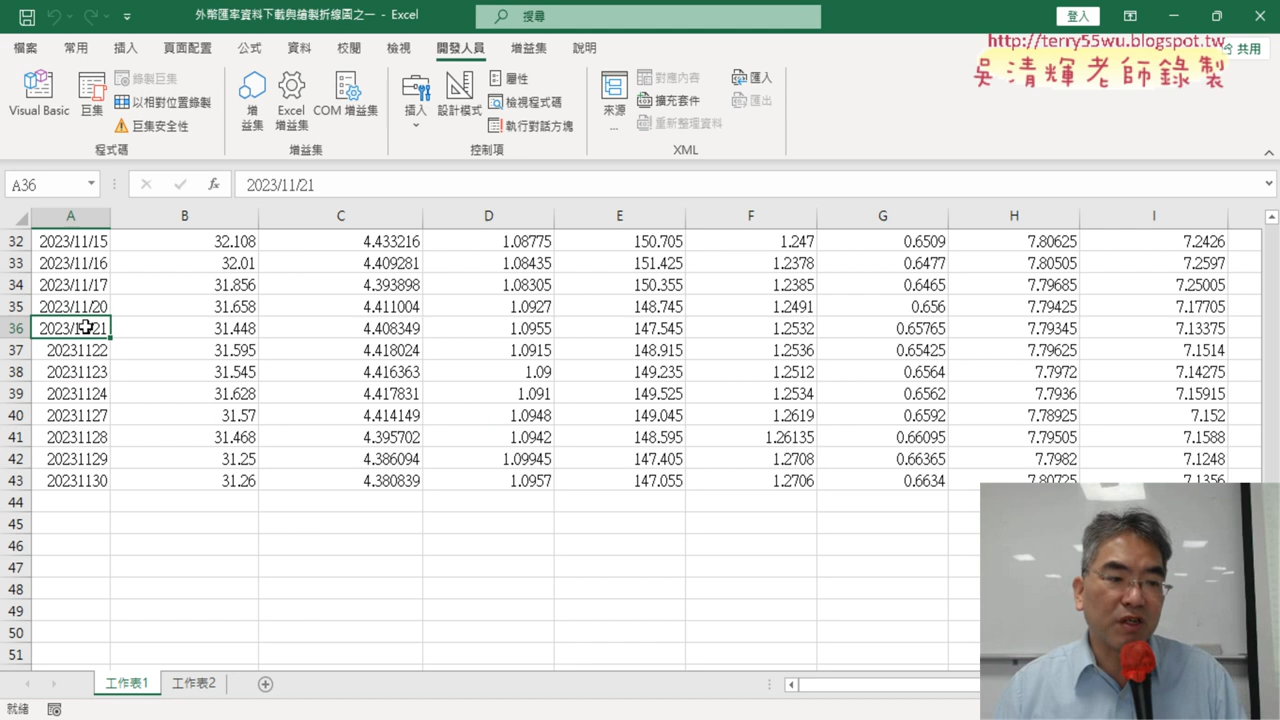 外幣匯率資料下載與繪製折線圖之一 - Excel
搜尋
登入
檔案 常用 插入 頁面配置 公式 資料 校閱 檢視 開發人員 增益集 說明
http://terry55wu.blogspot.tw
共用
吳清輝老師錄製
Visual Basic
巨集
錄製巨集
以相對位置錄製
巨集安全性
增益集
Excel 增益集
COM 增益集
插入
設計模式
屬性
檢視程式碼
執行對話方塊
來源...
對應內容
擴充套件
重新整理資料
匯入
匯出
程式碼 增益集 控制項 XML
A36 fx 2023/11/21
A B C D E F G H I
32 2023/11/15 32.108 4.433216 1.08775 150.705 1.247 0.6509 7.80625 7.2426
33 2023/11/16 32.01 4.409281 1.08435 151.425 1.2378 0.6477 7.80505 7.2597
34 2023/11/17 31.856 4.393898 1.08305 150.355 1.2385 0.6465 7.79685 7.25005
35 2023/11/20 31.658 4.411004 1.0927 148.745 1.2491 0.656 7.79425 7.17705
36 2023/11/21 31.448 4.408349 1.0955 147.545 1.2532 0.65765 7.79345 7.13375
37 20231122 31.595 4.418024 1.0915 148.915 1.2536 0.65425 7.79625 7.1514
38 20231123 31.545 4.416363 1.09 149.235 1.2512 0.6564 7.7972 7.14275
39 20231124 31.628 4.417831 1.091 149.525 1.2534 0.6562 7.7936 7.15915
40 20231127 31.57 4.414149 1.0948 149.045 1.2619 0.6592 7.78925 7.152
41 20231128 31.468 4.395702 1.0942 148.595 1.26135 0.66095 7.79505 7.1588
42 20231129 31.25 4.386094 1.09945 147.405 1.2708 0.66365 7.7982 7.1248
43 20231130 31.26 4.380839 1.0957 147.055 1.2706 0.6634 7.80725 7.1356
44
45
46
47
48
49
50
51
工作表1 工作表2
就緒